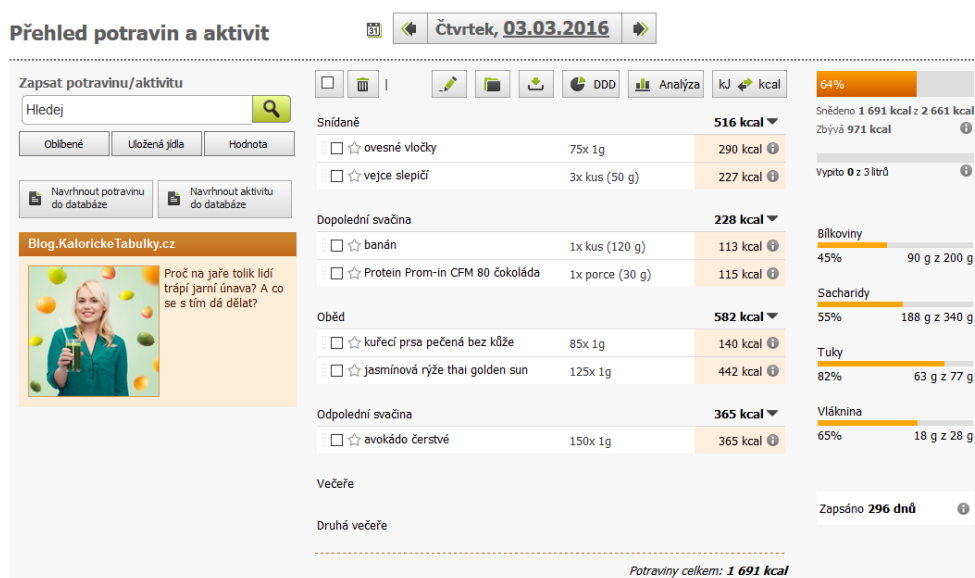 Přehled potravin a aktivit
31
Čtvrtek, 03.03.2016
Zapsat potravinu/aktivitu
Hledej
Oblíbené
Uložená jídla
Hodnota
Navrhnout potravinu
do databáze
Navrhnout aktivitu
do databáze
Blog.KalorickeTabulky.cz
Proč na jaře tolik lidí
trápí jarní únava? A co
se s tím dá dělat?
DDD
Analýza
kJ kcal
Snídaně 516 kcal
ovesné vločky 75x 1g 290 kcal
vejce slepičí 3x kus (50 g) 227 kcal
Dopolední svačina 228 kcal
banán 1x kus (120 g) 113 kcal
Protein Prom-in CFM 80 čokoláda 1x porce (30 g) 115 kcal
Oběd 582 kcal
kuřecí prsa pečená bez kůže 85x 1g 140 kcal
jasmínová rýže thai golden sun 125x 1g 442 kcal
Odpolední svačina 365 kcal
avokádo čerstvé 150x 1g 365 kcal
Večeře
Druhá večeře
Potraviny celkem: 1 691 kcal
64%
Snědeno 1 691 kcal z 2 661 kcal
Zbývá 971 kcal
Vypito 0 z 3 litrů
Bílkoviny
45% 90 g z 200 g
Sacharidy
55% 188 g z 340 g
Tuky
82% 63 g z 77 g
Vláknina
65% 18 g z 28 g
Zapsáno 296 dnů